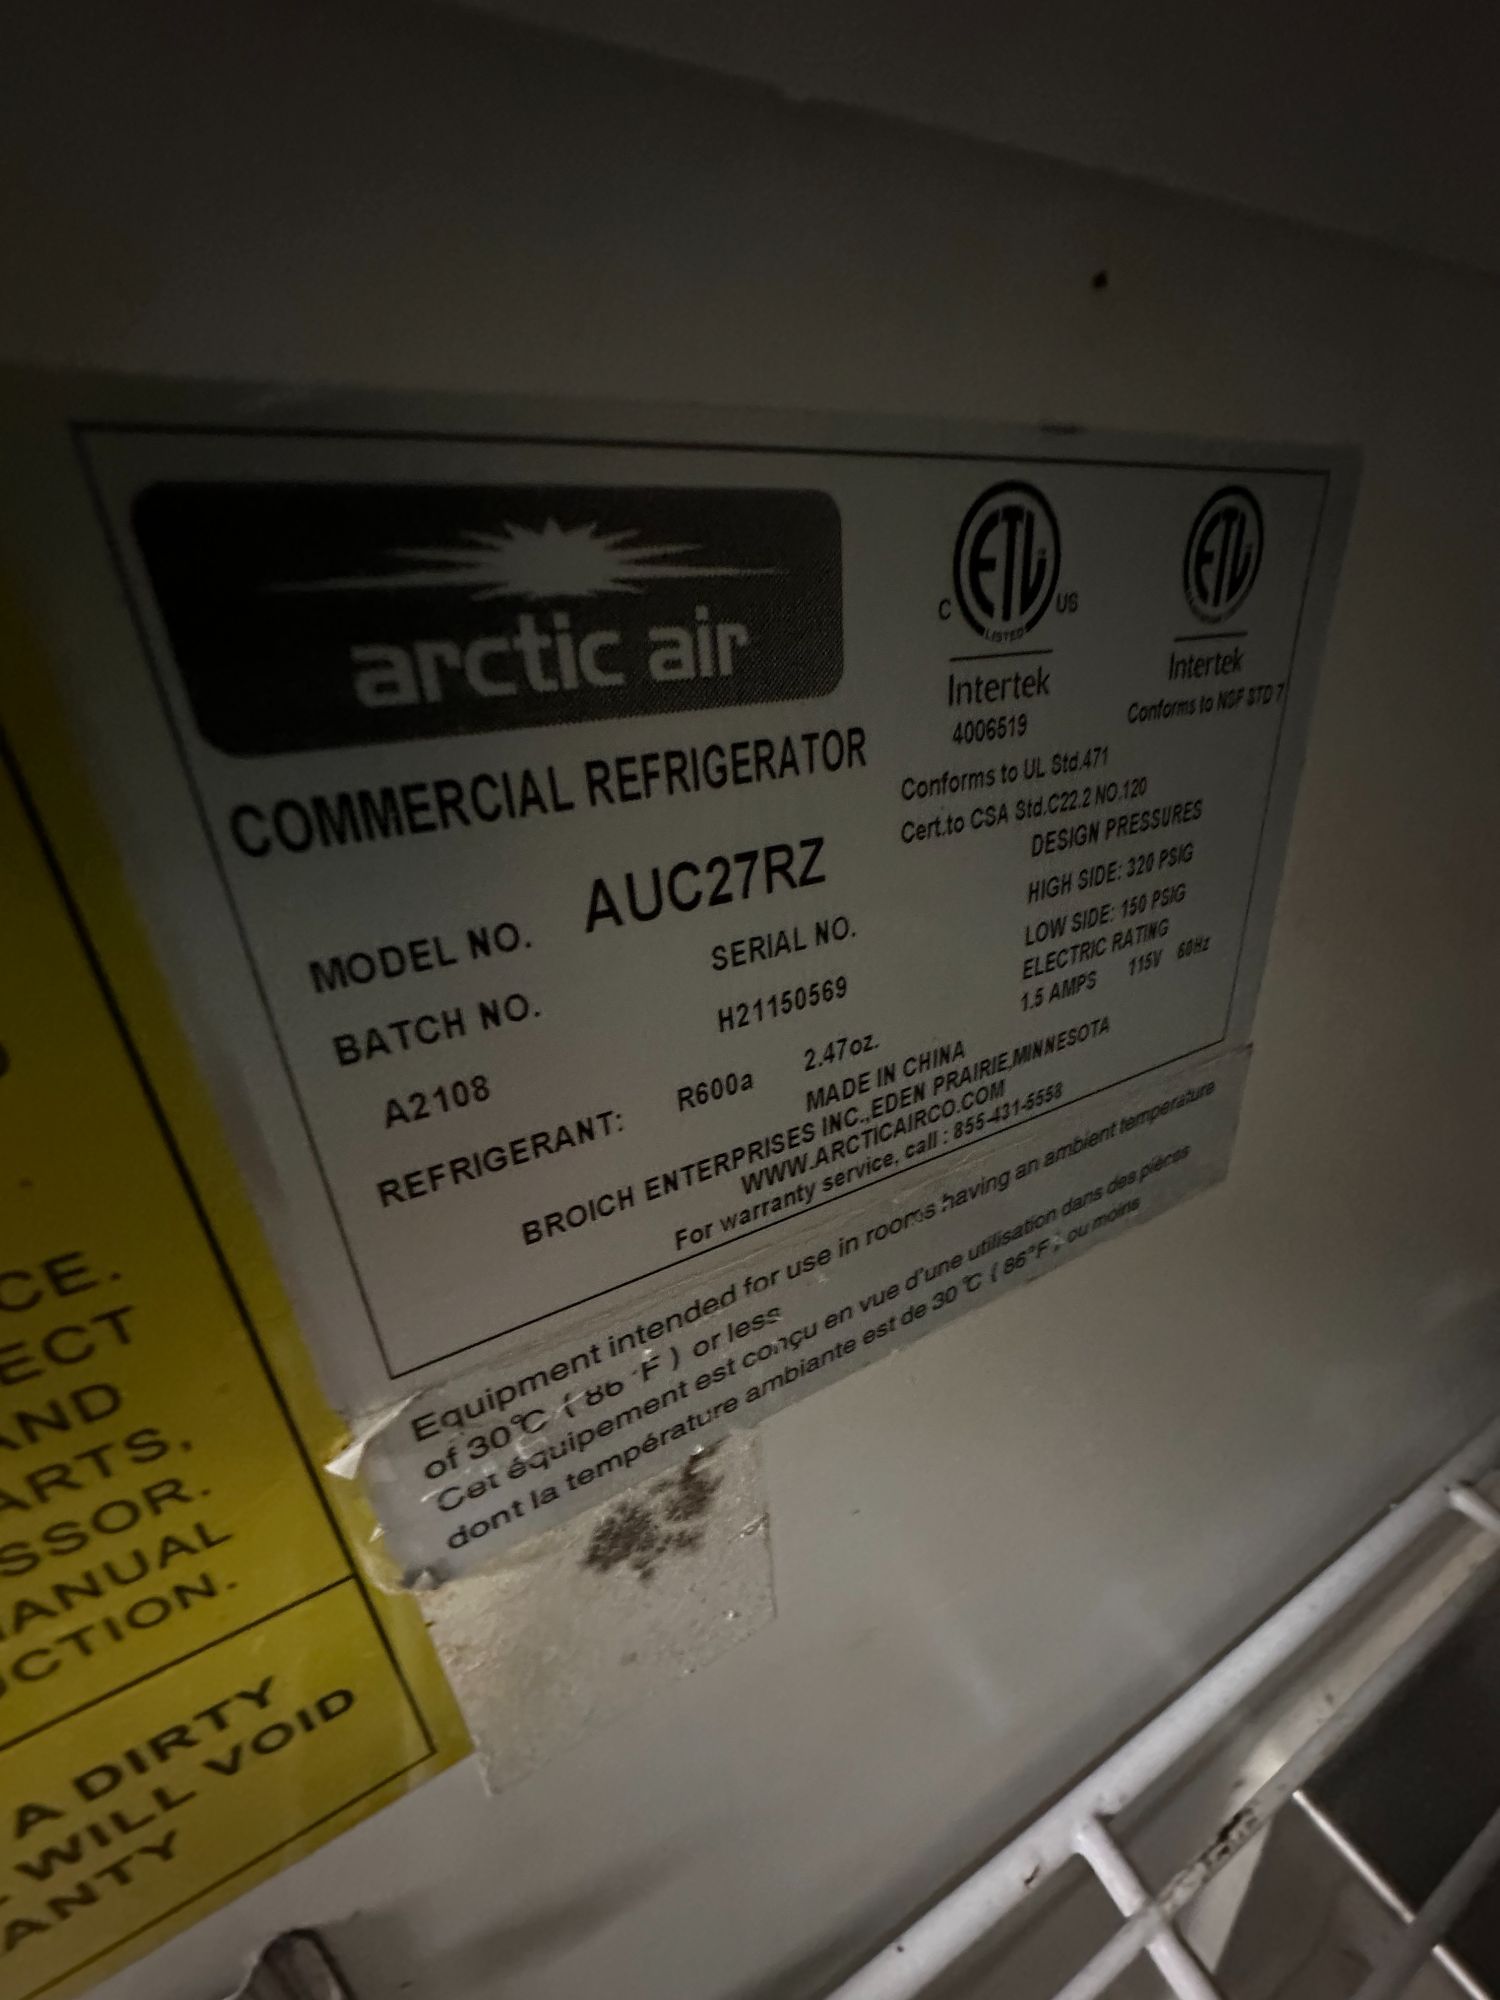 arctic air
COMMERCIAL REFRIGERATOR
MODEL NO. AUC27RZ
BATCH NO. SERIAL NO.
A2108 H21150569
REFRIGERANT: R600a 2.47oz.
C ETL US
LISTED
Intertek
4006519
Conforms to UL Std.471
Cert.to CSA Std.C22.2 NO.120
ETL
Intertek
Conforms to NSF STD 7
DESIGN PRESSURES
HIGH SIDE: 320 PSIG
LOW SIDE: 150 PSIG
ELECTRIC RATING
1.5 AMPS 115V 60Hz
MADE IN CHINA
BROICH ENTERPRISES INC.,EDEN PRAIRIE,MINNESOTA
WWW.ARCTICAIRCO.COM
For warranty service, call : 855-431-5558
Equipment intended for use in rooms having an ambient temperature
of 30℃ ( 86°F ) or less
Cet équipement est conçu en vue d'une utilisation dans des pièces
dont la température ambiante est de 30℃ ( 86°F ) ou moins
CE.
ECT
AND
ARTS,
SSOR.
MANUAL
UCTION.
A DIRTY
WILL VOID
ANTY